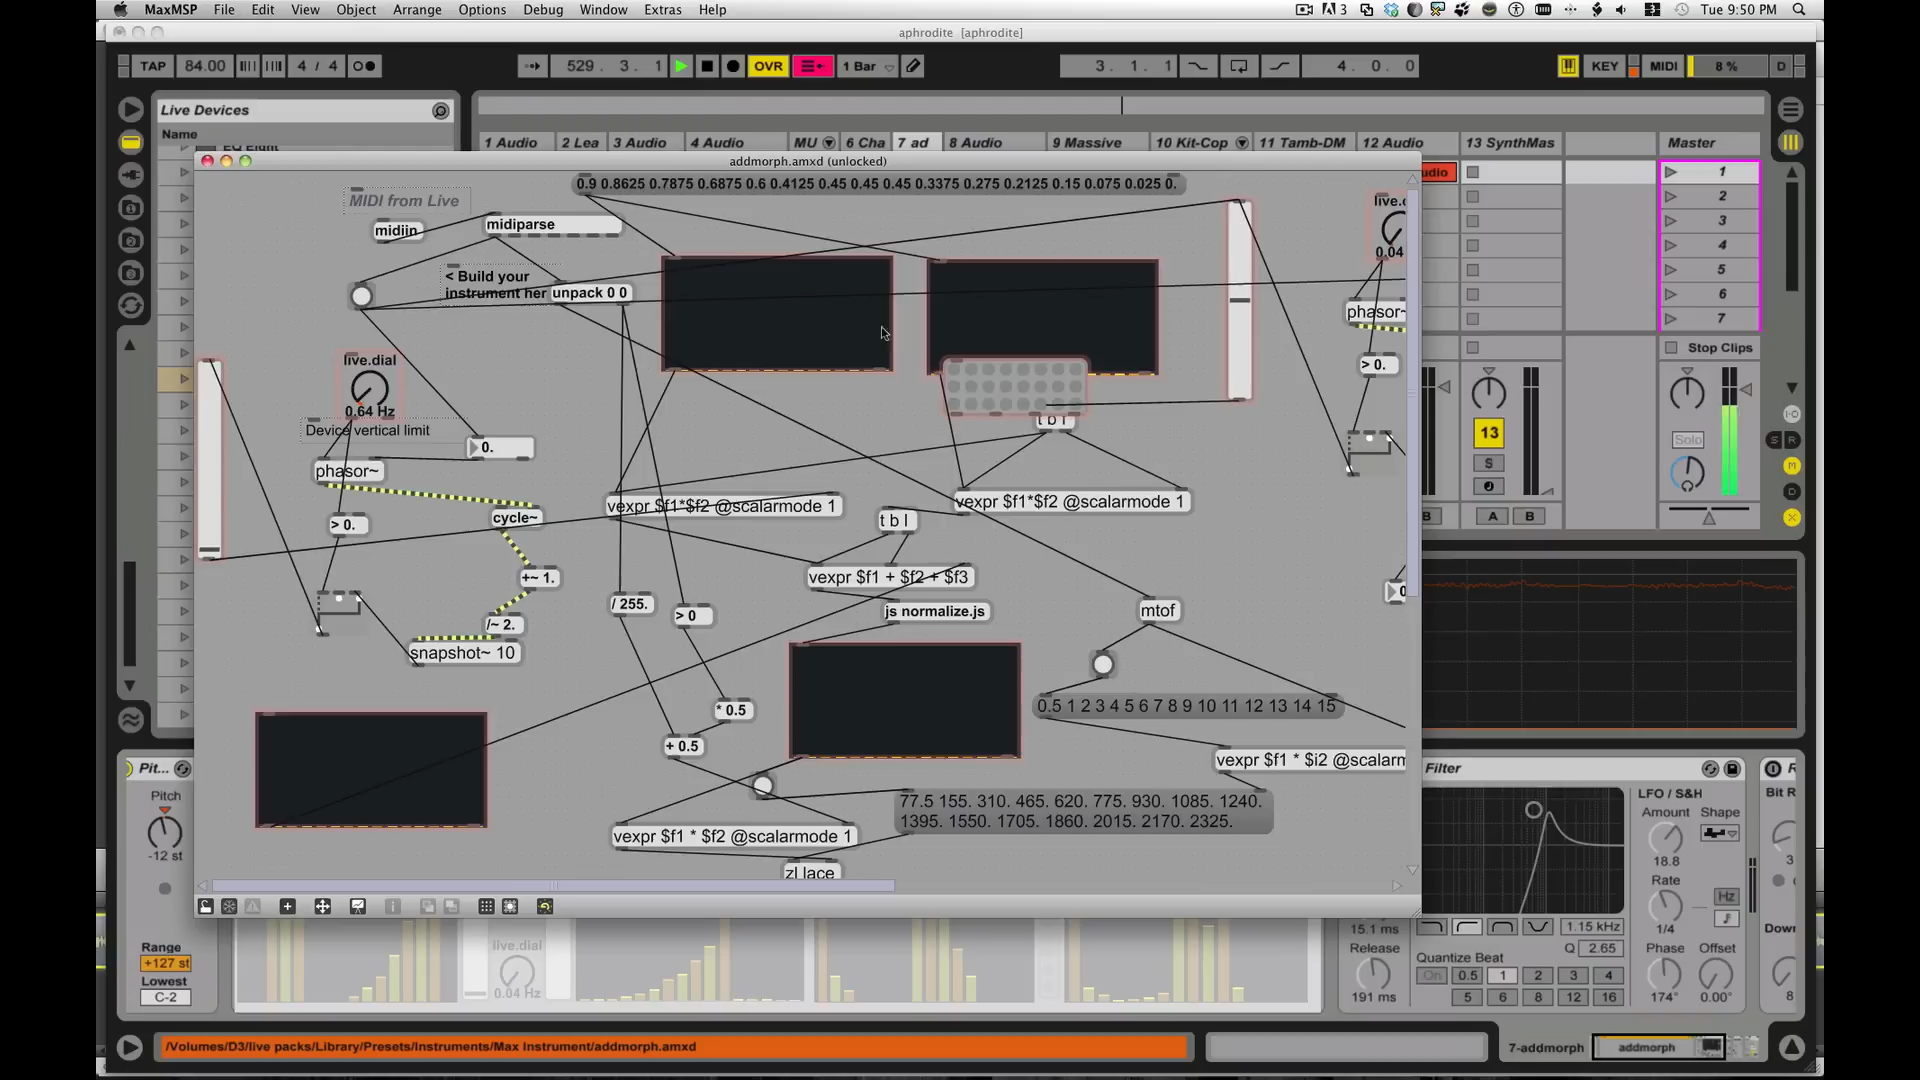 MaxMSP File Edit View Object Arrange Options Debug Window Extras Help
3 Tue 9:50 PM
aphrodite [aphrodite]
TAP 84.00 4 / 4 529. 3. 1 OVR 1 Bar 3. 1. 1 4. 0. 0 KEY MIDI 8 % D
Live Devices
Name
EQ Eight
1 Audio 2 Lea 3 Audio 4 Audio MU 6 Cha 7 ad 8 Audio 9 Massive 10 Kit-Cop 11 Tamb-DM 12 Audio 13 SynthMas Master
addmorph.amxd (unlocked)
udio
1
2
3
4
5
6
7
Stop Clips
MIDI from Live
0.9 0.8625 0.7875 0.6875 0.6 0.4125 0.45 0.45 0.45 0.3375 0.275 0.2125 0.15 0.075 0.025 0.
midiin
midiparse
< Build your
instrument her
unpack 0 0
live.d
0.04
phasor~
> 0.
live.dial
0.64 Hz
Device vertical limit
0.
phasor~
t b l
vexpr $f1*$f2 @scalarmode 1
vexpr $f1*$f2 @scalarmode 1
> 0.
cycle~
t b l
+~ 1.
vexpr $f1 + $f2 + $f3
/ 255.
> 0
js normalize.js
mtof
/~ 2.
snapshot~ 10
* 0.5
0.5 1 2 3 4 5 6 7 8 9 10 11 12 13 14 15
+ 0.5
vexpr $f1 * $i2 @scalarm
77.5 155. 310. 465. 620. 775. 930. 1085. 1240.
1395. 1550. 1705. 1860. 2015. 2170. 2325.
vexpr $f1 * $f2 @scalarmode 1
zl lace
13
S
Solo
S R
M
D
X
B A B
Pit...
Pitch
-12 st
Range
+127 st
Lowest
C-2
live.dial
0.04 Hz
Filter
LFO / S&H
Amount Shape
18.8
Rate
Hz
1/4
Phase Offset
174° 0.00°
15.1 ms
Release
191 ms
1.15 kHz
Q 2.65
Quantize Beat
On 0.5 1 2 3 4
5 6 8 12 16
R
Bit R
3
Dow
8
/Volumes/D3/live packs/Library/Presets/Instruments/Max Instrument/addmorph.amxd
7-addmorph addmorph